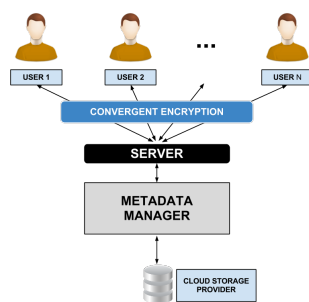 ...
USER 1
USER 2
USER N
CONVERGENT ENCRYPTION
SERVER
METADATA
MANAGER
CLOUD STORAGE
PROVIDER